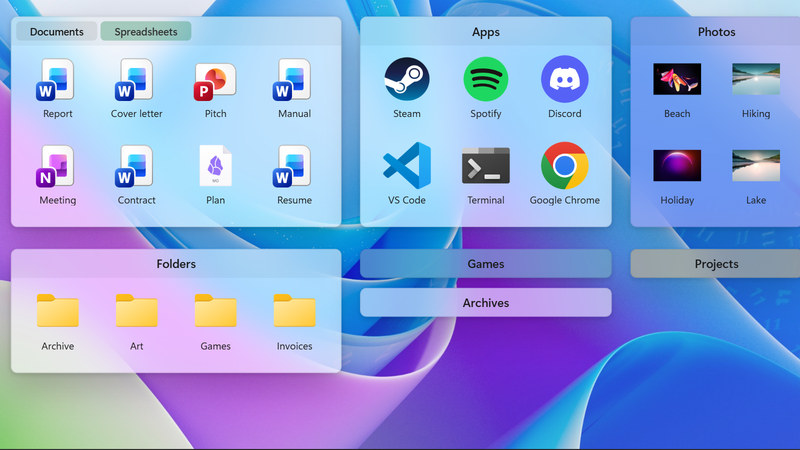 Documents
Spreadsheets
Report
Cover letter
Pitch
Manual
Meeting
Contract
Plan
Resume
Apps
Steam
Spotify
Discord
VS Code
Terminal
Google Chrome
Photos
Beach
Hiking
Holiday
Lake
Folders
Archive
Art
Games
Invoices
Games
Archives
Projects